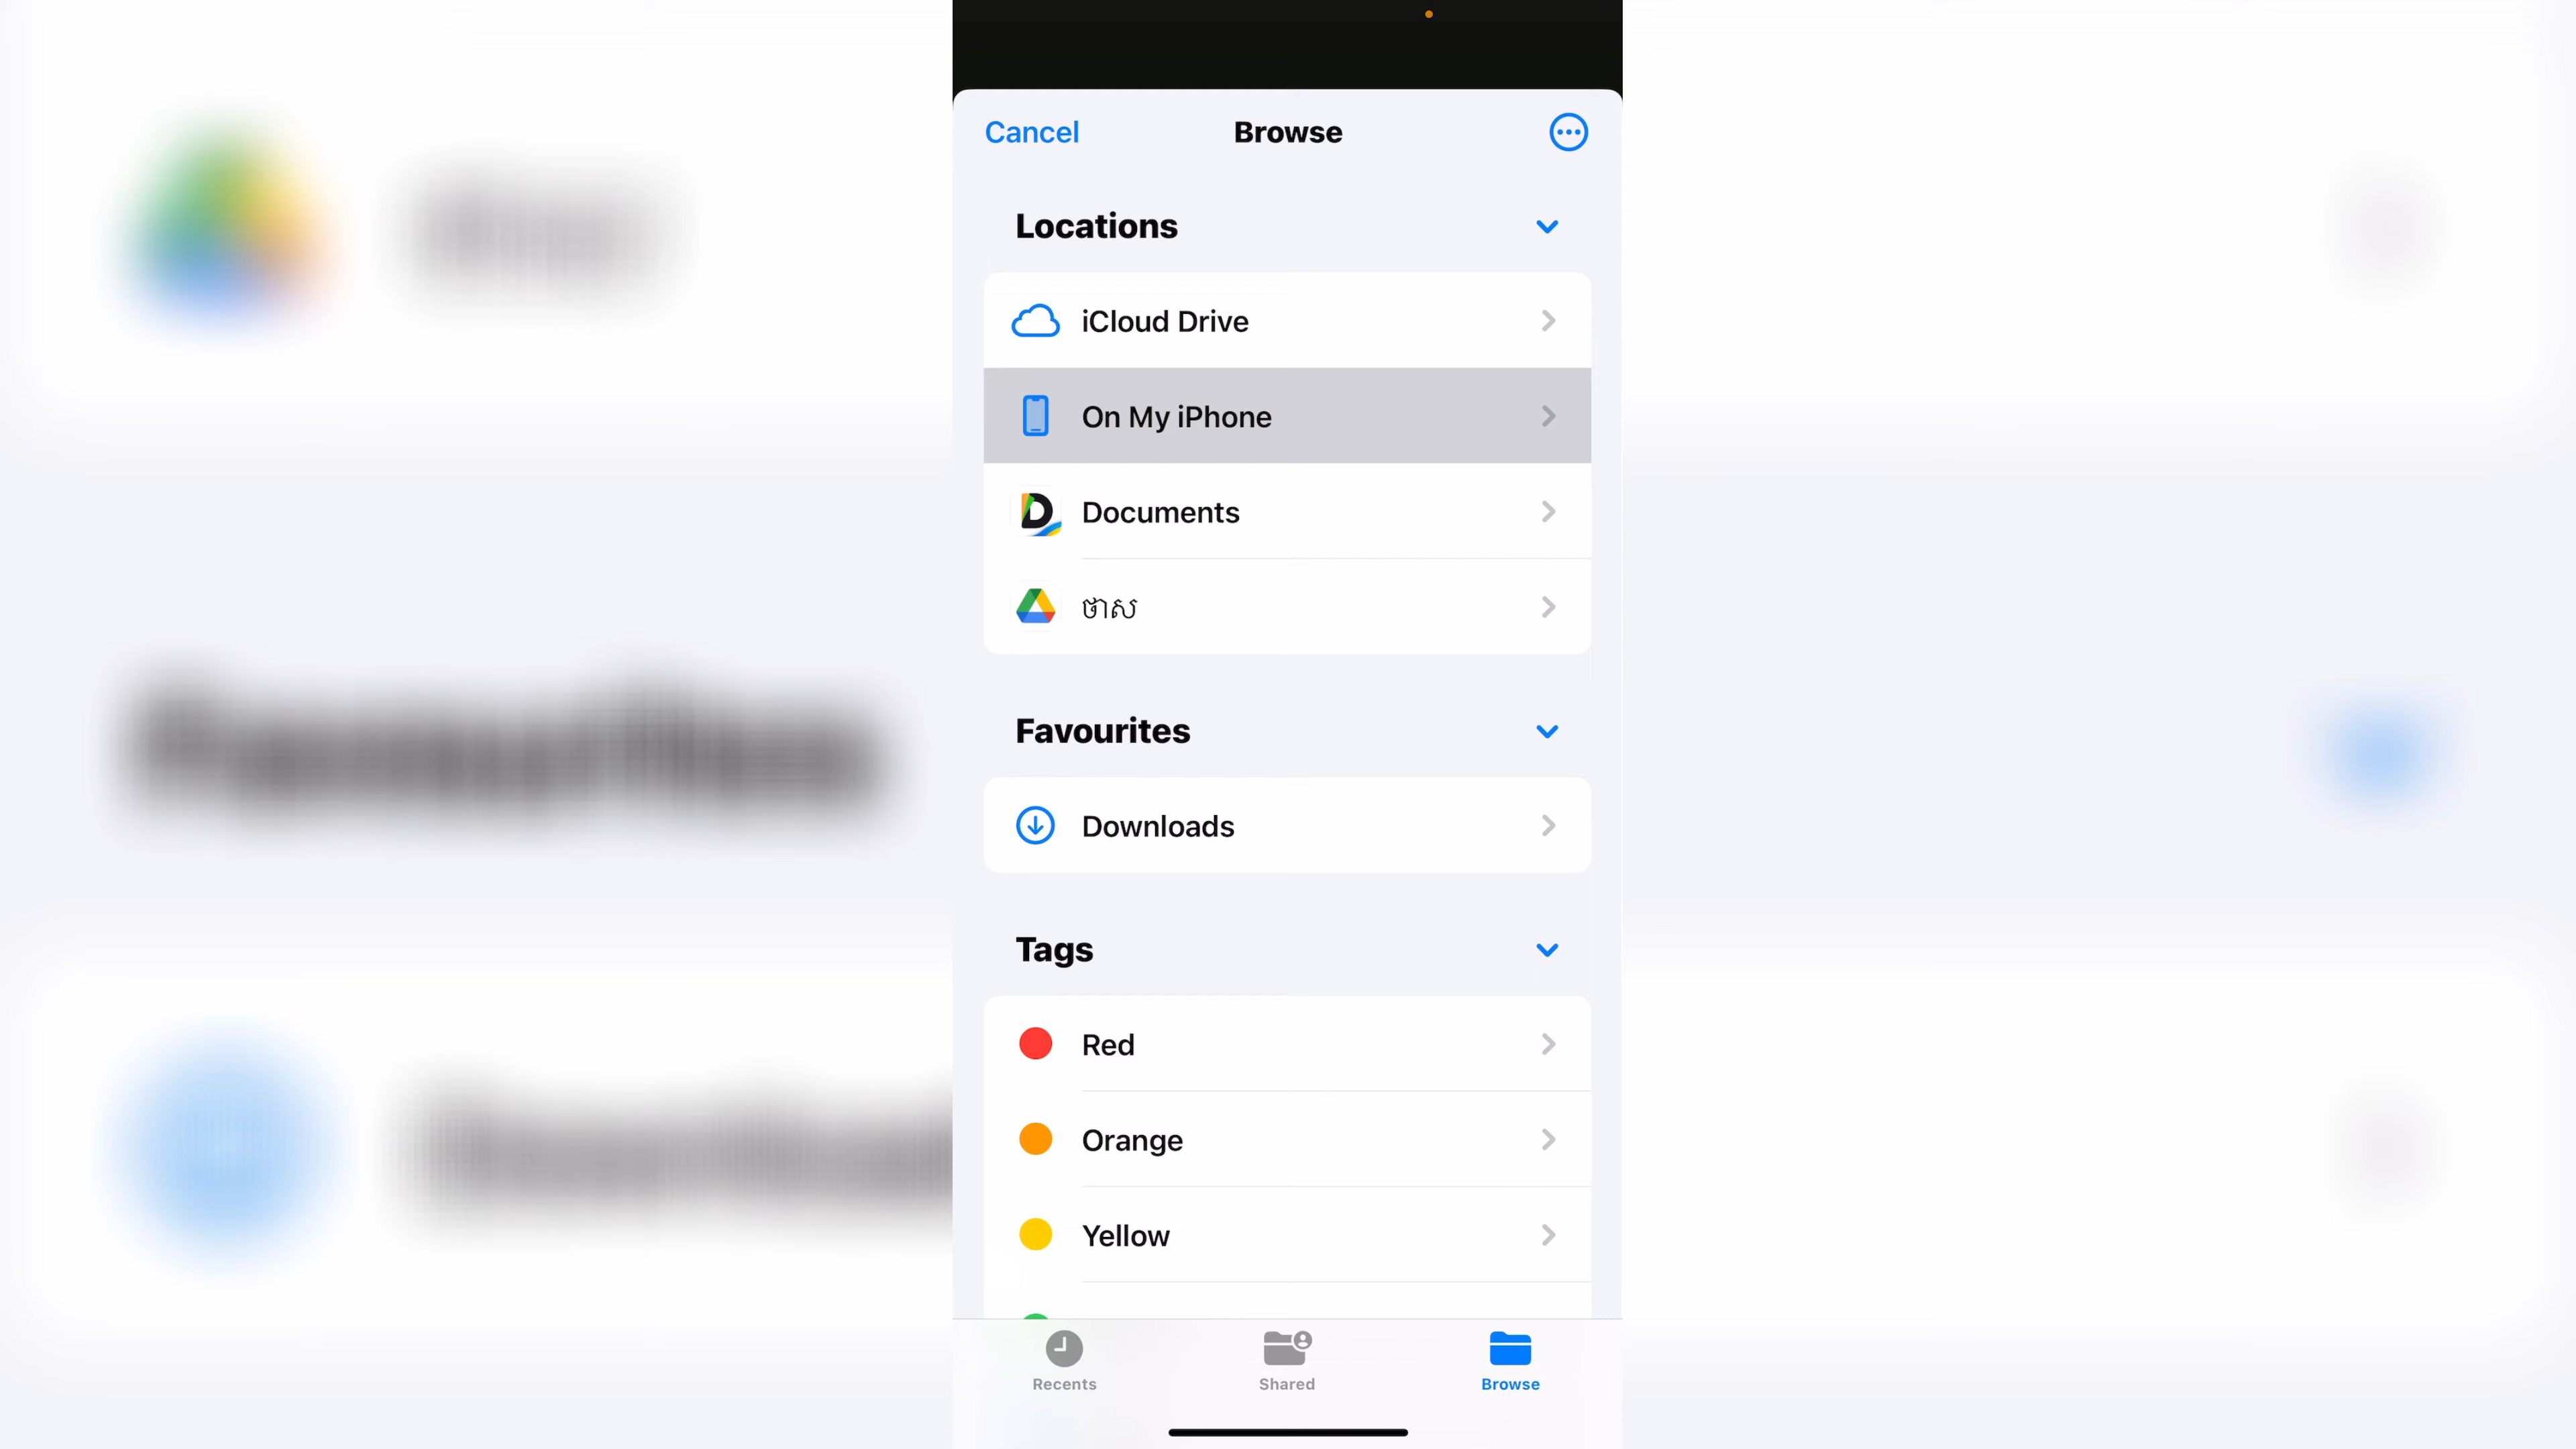 Cancel
Browse
Locations
iCloud Drive
On My iPhone
Documents
ថាស
Favourites
Downloads
Tags
Red
Orange
Yellow
Recents
Shared
Browse